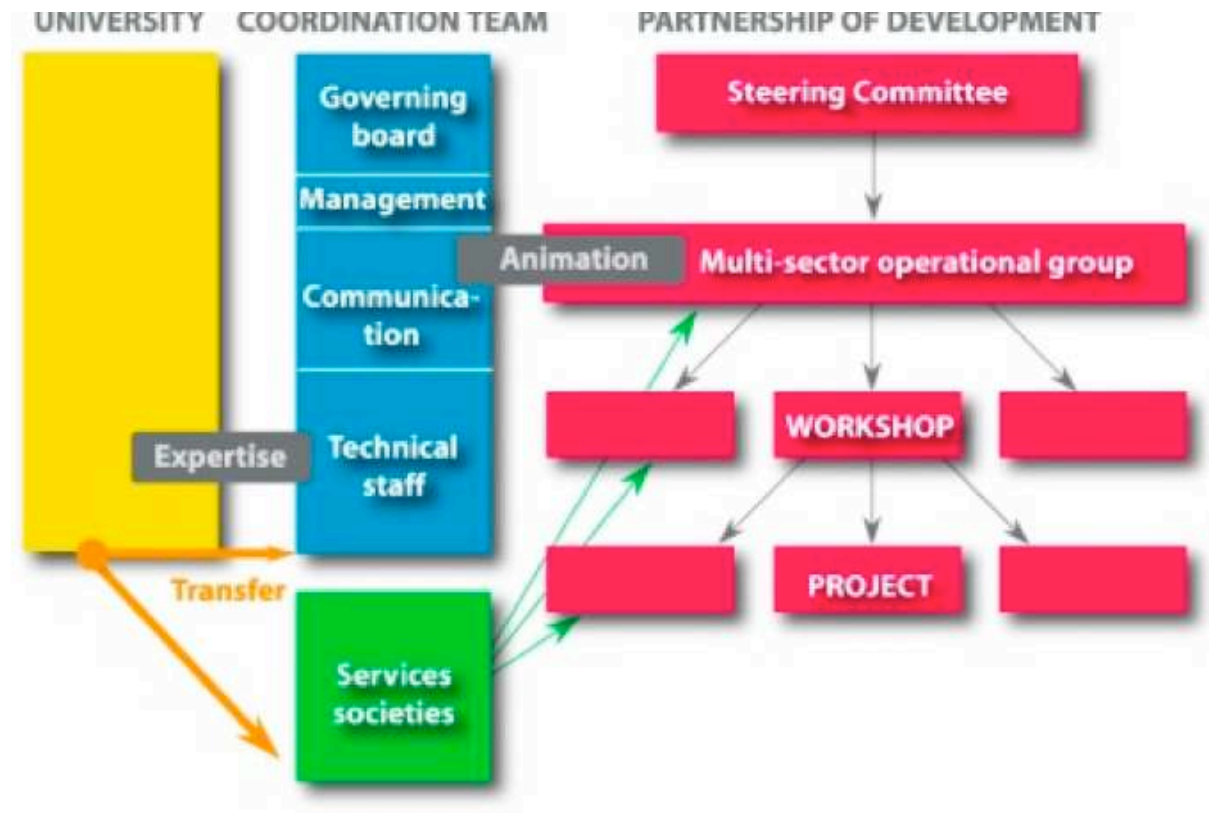 UNIVERSITY
COORDINATION TEAM
PARTNERSHIP OF DEVELOPMENT
Governing
board
Management
Communica-
tion
Technical
staff
Expertise
Animation
Transfer
Services
societies
Steering Committee
Multi-sector operational group
WORKSHOP
PROJECT